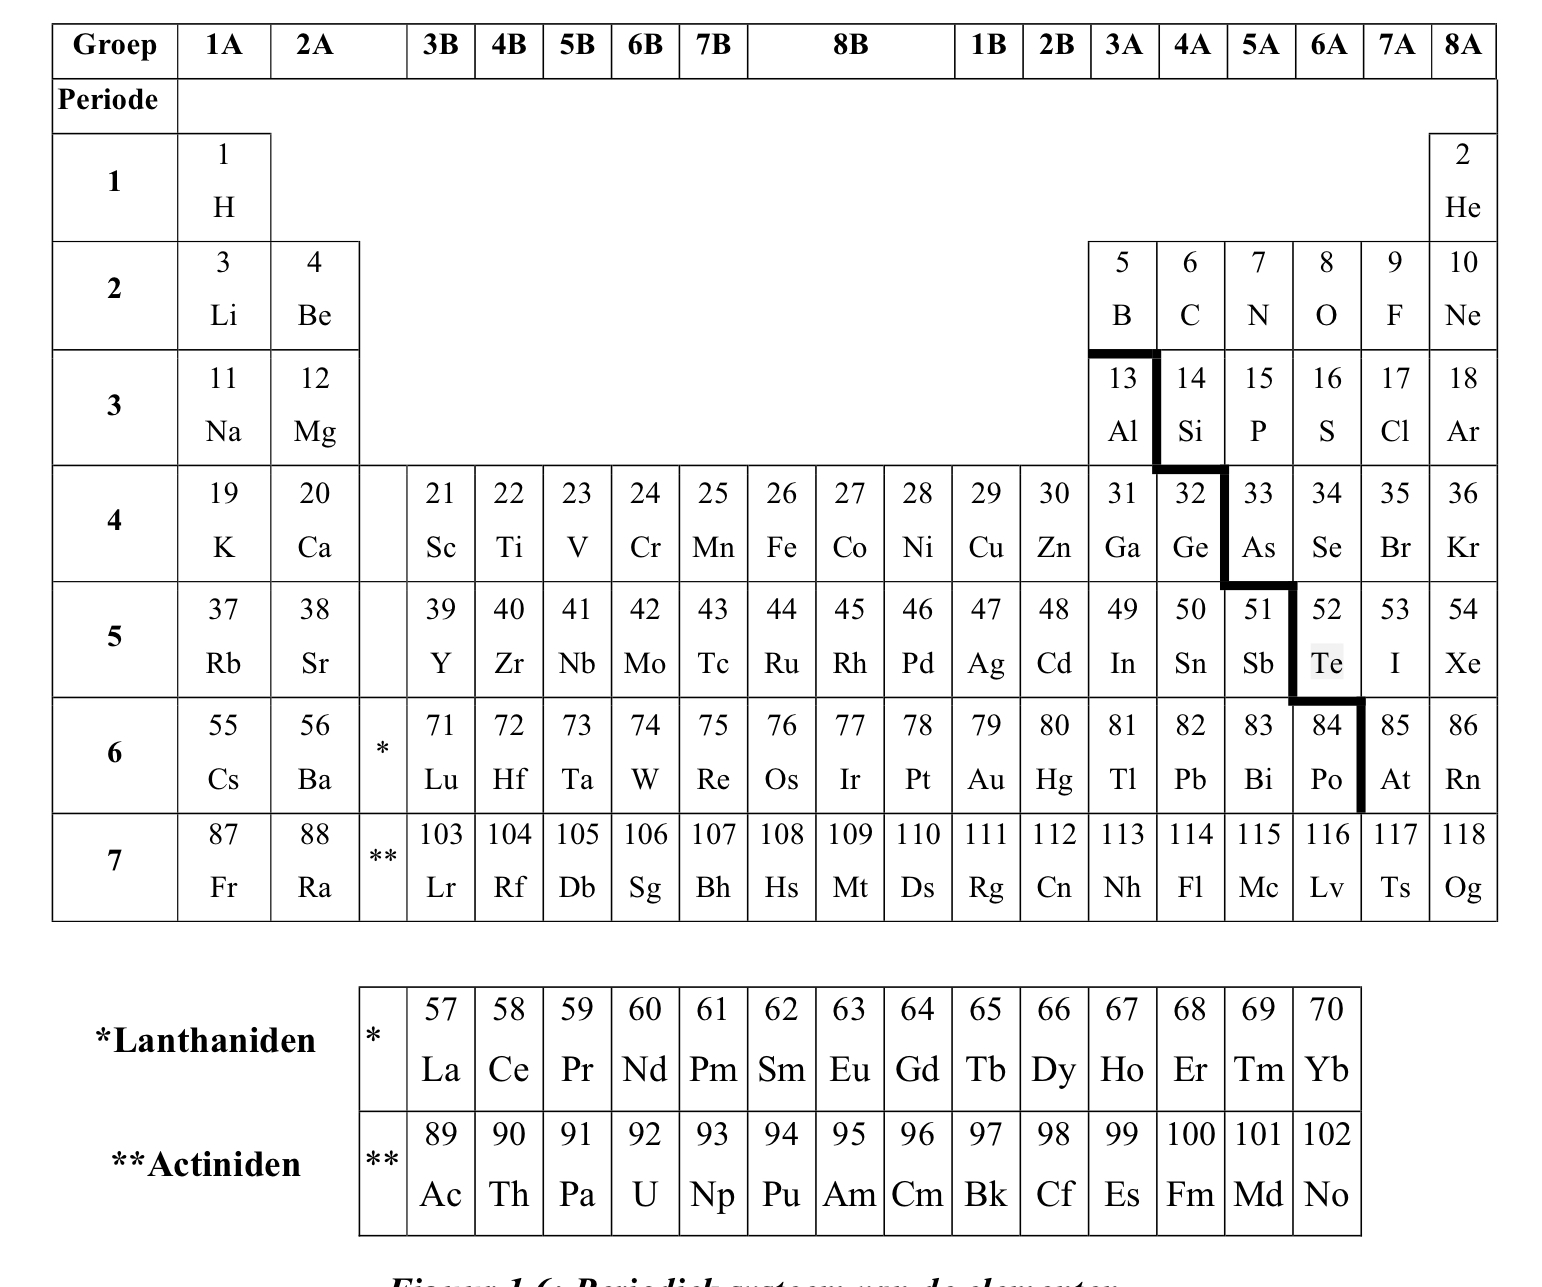 Groep 1A 2A 3B 4B 5B 6B 7B 8B 1B 2B 3A 4A 5A 6A 7A 8A
Periode
1 2
1
H He
3 4 5 6 7 8 9 10
2
Li Be B C N O F Ne
11 12 13 14 15 16 17 18
3
Na Mg Al Si P S Cl Ar
19 20 21 22 23 24 25 26 27 28 29 30 31 32 33 34 35 36
4
K Ca Sc Ti V Cr Mn Fe Co Ni Cu Zn Ga Ge As Se Br Kr
37 38 39 40 41 42 43 44 45 46 47 48 49 50 51 52 53 54
5
Rb Sr Y Zr Nb Mo Tc Ru Rh Pd Ag Cd In Sn Sb Te I Xe
55 56 71 72 73 74 75 76 77 78 79 80 81 82 83 84 85 86
6 *
Cs Ba Lu Hf Ta W Re Os Ir Pt Au Hg Tl Pb Bi Po At Rn
87 88 103 104 105 106 107 108 109 110 111 112 113 114 115 116 117 118
7 **
Fr Ra Lr Rf Db Sg Bh Hs Mt Ds Rg Cn Nh Fl Mc Lv Ts Og
57 58 59 60 61 62 63 64 65 66 67 68 69 70
*Lanthaniden *
La Ce Pr Nd Pm Sm Eu Gd Tb Dy Ho Er Tm Yb
89 90 91 92 93 94 95 96 97 98 99 100 101 102
**Actiniden **
Ac Th Pa U Np Pu Am Cm Bk Cf Es Fm Md No
Figuur 1.6: Periodiek systeem van de elementen